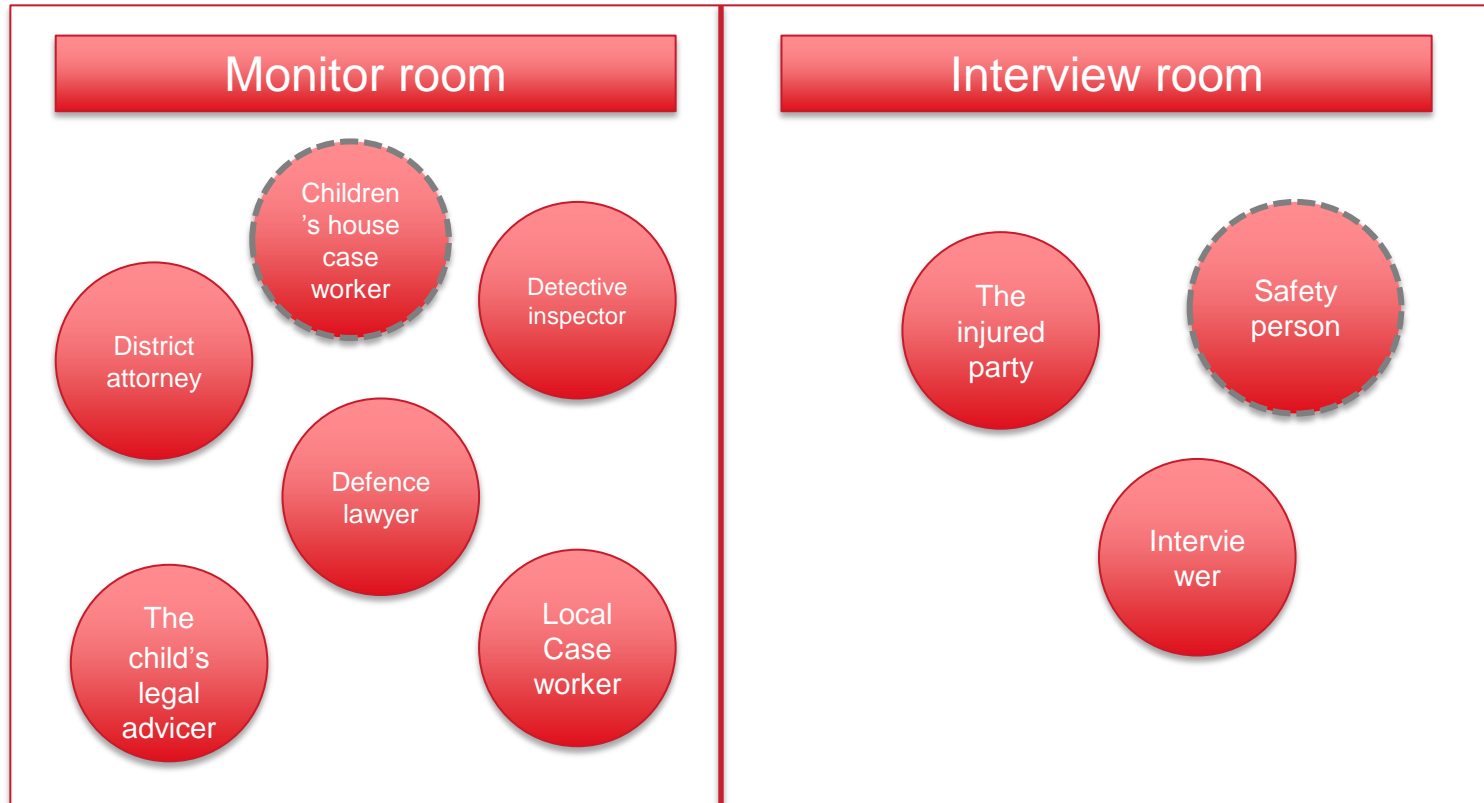 Monitor room
Interview room
Children
’s house
case
worker
Detective
inspector
District
attorney
Defence
lawyer
The
child’s
legal
advicer
Local
Case
worker
The
injured
party
Safety
person
Intervie
wer